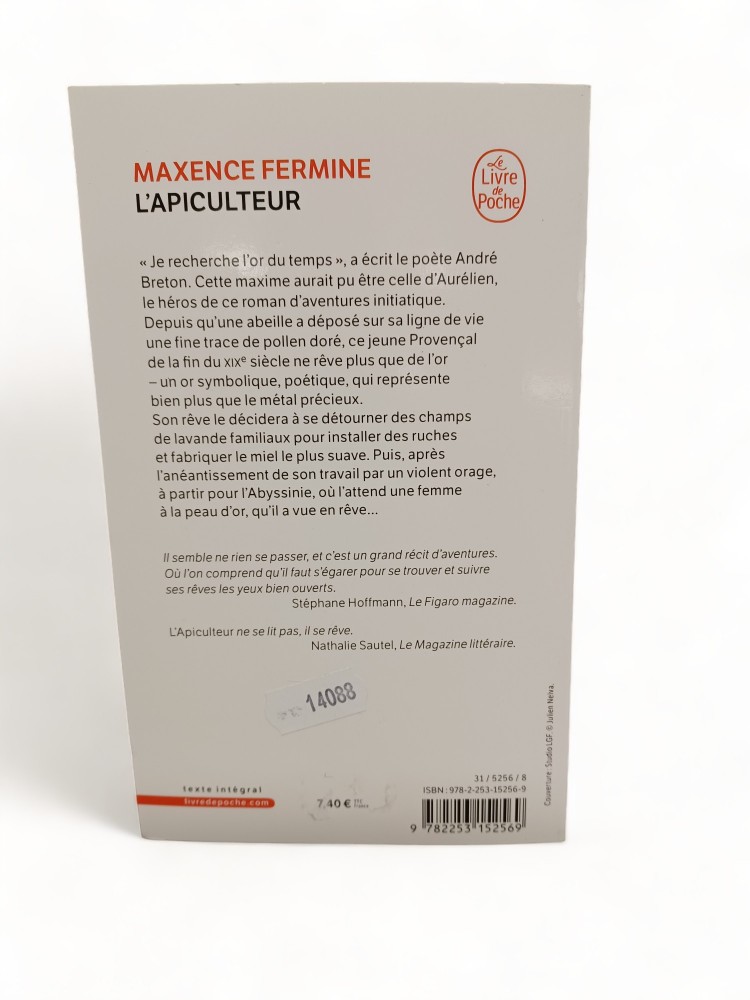 MAXENCE FERMINE
L'APICULTEUR
Le
Livre
de
Poche
« Je recherche l'or du temps », a écrit le poète André
Breton. Cette maxime aurait pu être celle d'Aurélien,
le héros de ce roman d'aventures initiatique.
Depuis qu'une abeille a déposé sur sa ligne de vie
une fine trace de pollen doré, ce jeune Provençal
de la fin du XIXe siècle ne rêve plus que de l'or
– un or symbolique, poétique, qui représente
bien plus que le métal précieux.
Son rêve le décidera à se détourner des champs
de lavande familiaux pour installer des ruches
et fabriquer le miel le plus suave. Puis, après
l'anéantissement de son travail par un violent orage,
à partir pour l'Abyssinie, où l'attend une femme
à la peau d'or, qu'il a vue en rêve...
Il semble ne rien se passer, et c'est un grand récit d'aventures.
Où l'on comprend qu'il faut s'égarer pour se trouver et suivre
ses rêves les yeux bien ouverts.
Stéphane Hoffmann, Le Figaro magazine.
L'Apiculteur ne se lit pas, il se rêve.
Nathalie Sautel, Le Magazine littéraire.
14088
Couverture : Studio LGF. © Julien Neiva.
texte intégral
livredepoche.com
7,40 €
31 / 5256 / 8
ISBN : 978-2-253-15256-9
9 782253 152569